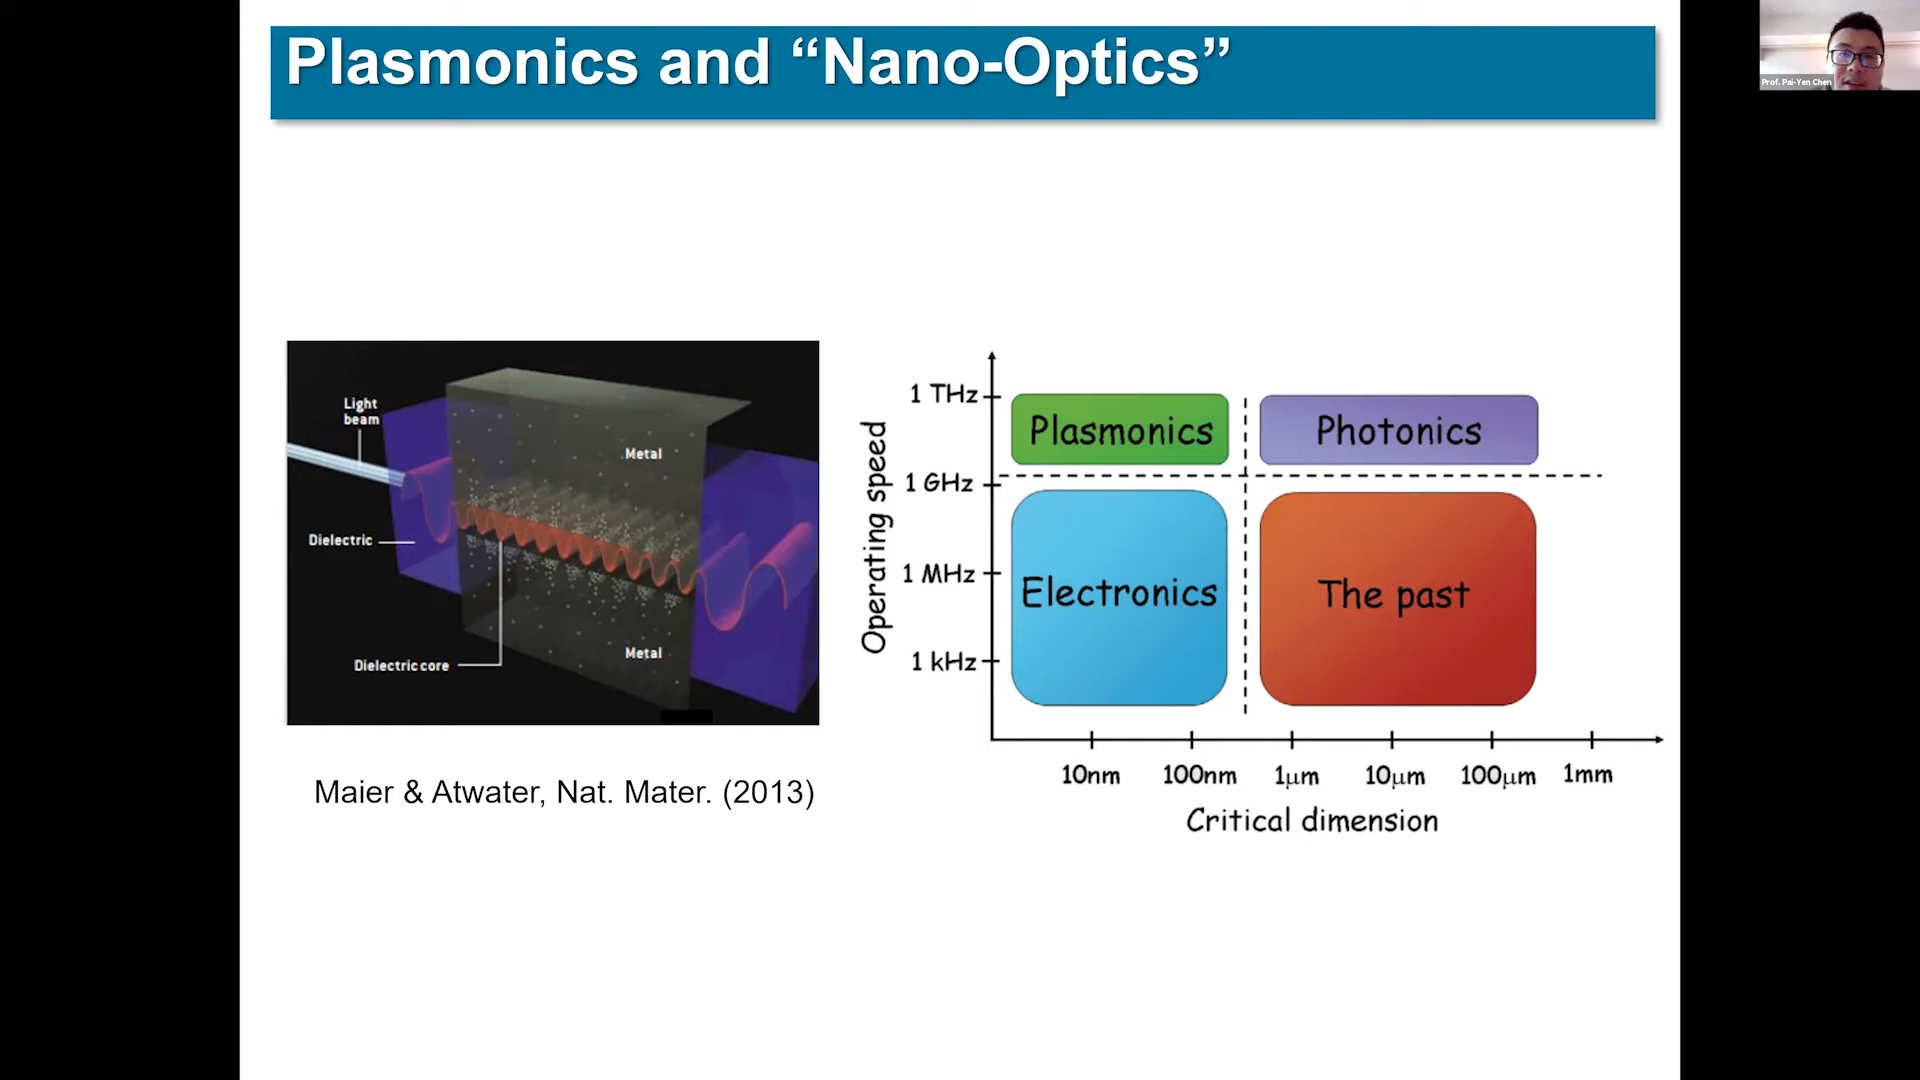 Plasmonics and “Nano-Optics”
Prof. Pai-Yen Chen
Light
beam
Metal
Dielectric
Dielectric core
Metal
Maier & Atwater, Nat. Mater. (2013)
Operating speed
1 THz
1 GHz
1 MHz
1 kHz
Plasmonics
Photonics
Electronics
The past
10nm
100nm
1μm
10μm
100μm
1mm
Critical dimension